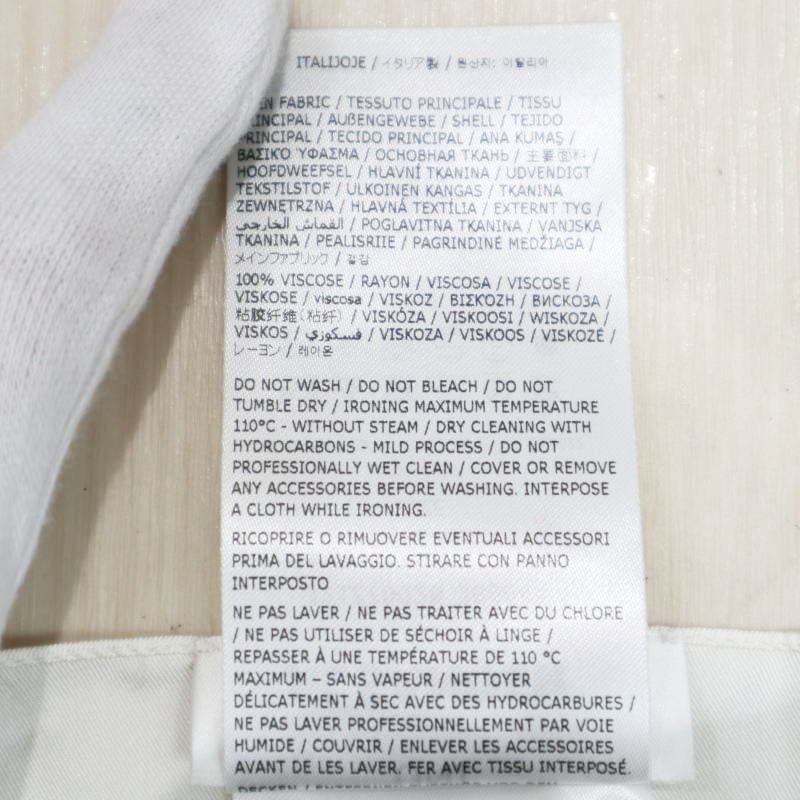 ITALIJOJE / イタリア製 / 원산지: 이탈리아
FABRIC / TESSUTO PRINCIPALE / TISSU
PRINCIPAL / AUßENGEWEBE / SHELL / TEJIDO
PRINCIPAL / TECIDO PRINCIPAL / ANA KUMAŞ /
ΒΑΣΙΚΌ ΎΦΑΣΜΑ / ОСНОВНАЯ ТКАНЬ / 主要面料 /
HOOFDWEEFSEL / HLAVNÍ TKANINA / UDVENDIGT
TEKSTILSTOF / ULKOINEN KANGAS / TKANINA
ZEWNĘTRZNA / HLAVNÁ TEXTÍLIA / EXTERNT TYG /
القماش الخارجي / POGLAVITNA TKANINA / VANJSKA
TKANINA / PEALISRIIE / PAGRINDINĖ MEDŽIAGA /
メインファブリック / 겉감
100% VISCOSE / RAYON / VISCOSA / VISCOSE /
VISKOSE / viscosa / VISKOZ / ΒΙΣΚΌΖΗ / ВИСКОЗА /
粘胶纤维(粘纤) / VISKÓZA / VISKOOSI / WISKOZA /
VISKOS / فسكوزي / VISKOZA / VISKOOS / VISKOZĖ /
レーヨン / 레이온
DO NOT WASH / DO NOT BLEACH / DO NOT
TUMBLE DRY / IRONING MAXIMUM TEMPERATURE
110°C - WITHOUT STEAM / DRY CLEANING WITH
HYDROCARBONS - MILD PROCESS / DO NOT
PROFESSIONALLY WET CLEAN / COVER OR REMOVE
ANY ACCESSORIES BEFORE WASHING. INTERPOSE
A CLOTH WHILE IRONING.
RICOPRIRE O RIMUOVERE EVENTUALI ACCESSORI
PRIMA DEL LAVAGGIO. STIRARE CON PANNO
INTERPOSTO
NE PAS LAVER / NE PAS TRAITER AVEC DU CHLORE
/ NE PAS UTILISER DE SÉCHOIR À LINGE /
REPASSER À UNE TEMPÉRATURE DE 110 °C
MAXIMUM – SANS VAPEUR / NETTOYER
DÉLICATEMENT À SEC AVEC DES HYDROCARBURES /
NE PAS LAVER PROFESSIONNELLEMENT PAR VOIE
HUMIDE / COUVRIR / ENLEVER LES ACCESSOIRES
AVANT DE LES LAVER. FER AVEC TISSU INTERPOSÉ.